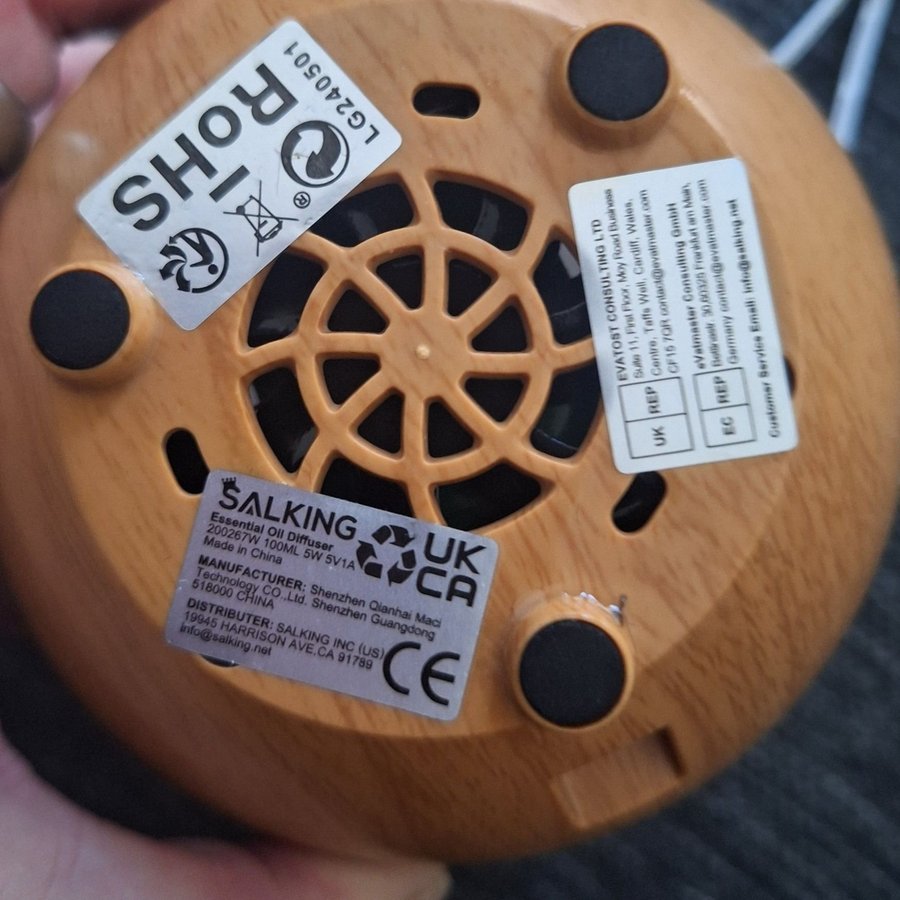 RoHS
LG240501
SALKING
Essential Oil Diffuser
200267W 100ML 5W 5V1A
Made in China
UK
CA
MANUFACTURER: Shenzhen Qianhai Maci
Technology CO.,Ltd. Shenzhen Guangdong
518000 CHINA
DISTRIBUTER: SALKING INC (US)
19945 HARRISON AVE,CA 91789
info@salking.net
CE
EVATOST CONSULTING LTD
Suite 11, First Floor, Moy Road Business
Centre, Taffs Well, Cardiff, Wales,
CF15 7QR contact@evatmaster.com
UK REP
eVatmaster Consulting GmbH
Bettinastr. 30,60325 Frankfurt am Main,
Germany contact@evatmaster.com
EC REP
Customer Service Email: info@salking.net